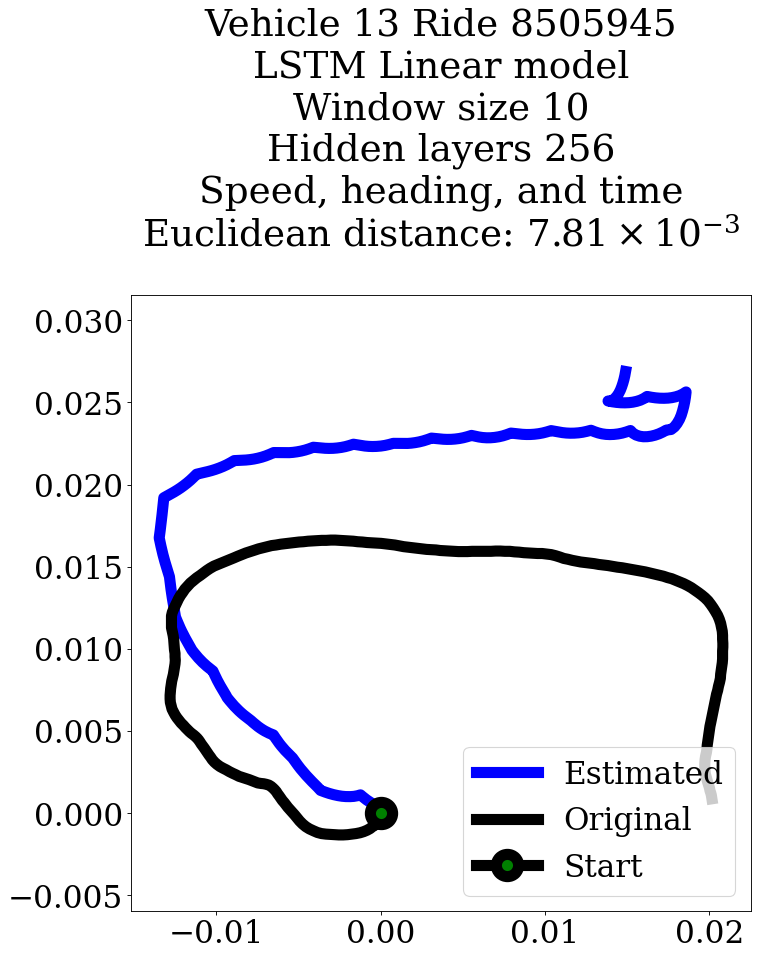 Vehicle 13 Ride 8505945
LSTM Linear model
Window size 10
Hidden layers 256
Speed, heading, and time
Euclidean distance: 7.81 × 10⁻³
0.030
0.025
0.020
0.015
0.010
0.005
0.000
−0.005
−0.01 0.00 0.01 0.02
Estimated
Original
Start